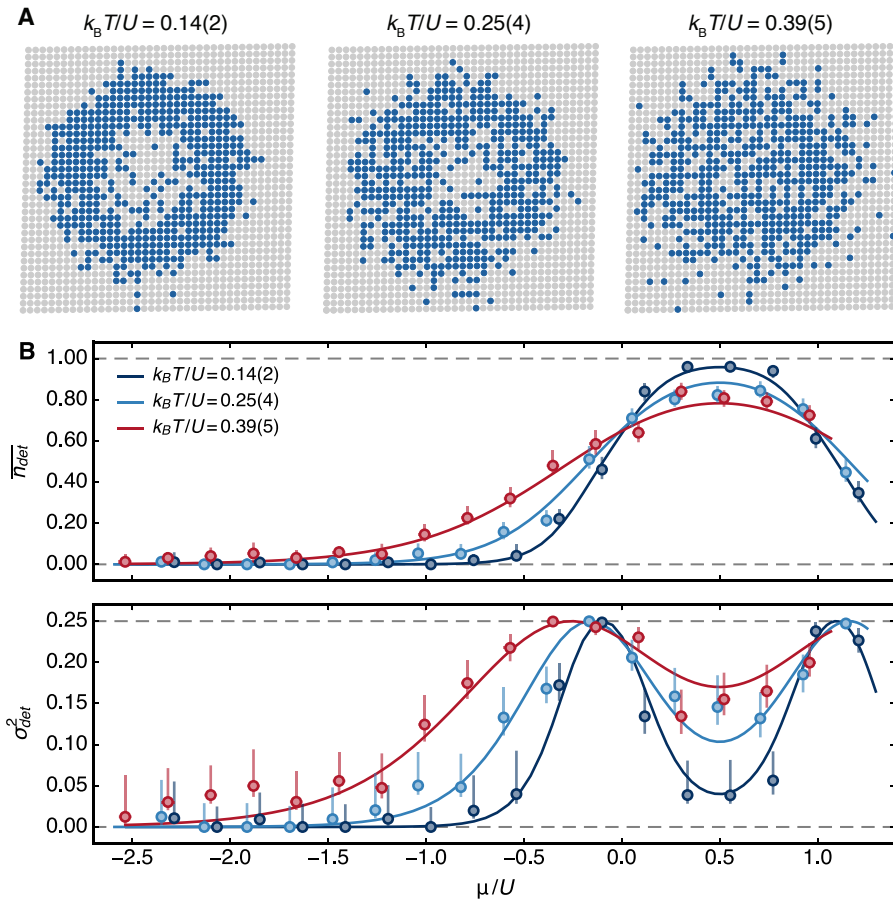 A
k_B T/U = 0.14(2)
k_B T/U = 0.25(4)
k_B T/U = 0.39(5)
B
1.00
0.80
0.60
0.40
0.20
0.00
n_det
k_B T/U = 0.14(2)
k_B T/U = 0.25(4)
k_B T/U = 0.39(5)
0.25
0.20
0.15
0.10
0.05
0.00
σ²_det
−2.5 −2.0 −1.5 −1.0 −0.5 0.0 0.5 1.0
μ/U